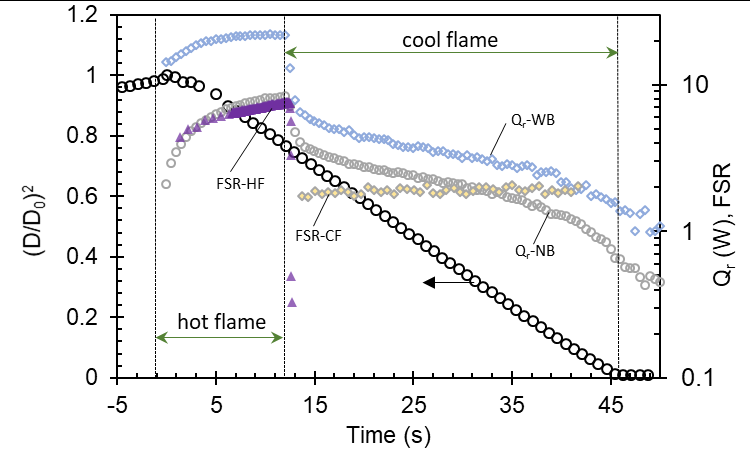 1.2
1
0.8
0.6
0.4
0.2
0
(D/D0)2
cool flame
Qr-WB
FSR-HF
FSR-CF
Qr-NB
hot flame
10
1
0.1
Qr (W), FSR
-5 5 15 25 35 45
Time (s)